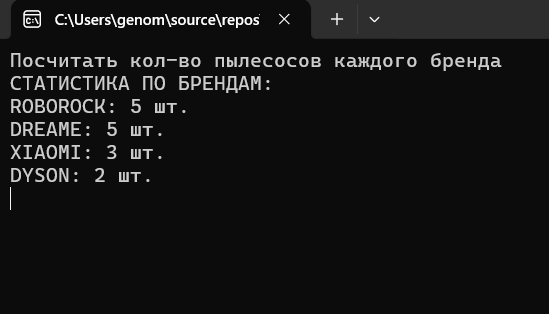 C:\Users\genom\source\repos\
Посчитать кол-во пылесосов каждого бренда
СТАТИСТИКА ПО БРЕНДАМ:
ROBOROCK: 5 шт.
DREAME: 5 шт.
XIAOMI: 3 шт.
DYSON: 2 шт.